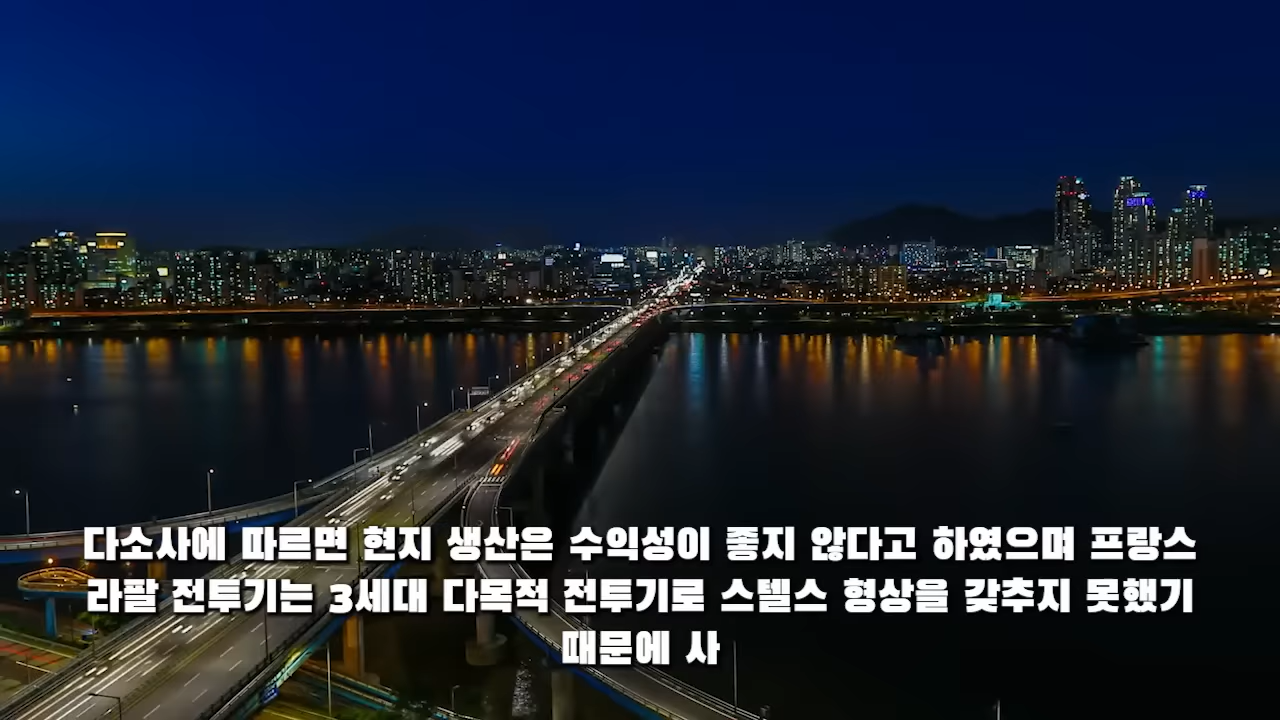 다소사에 따르면 현지 생산은 수익성이 좋지 않다고 하였으며 프랑스
라팔 전투기는 3세대 다목적 전투기로 스텔스 형상을 갖추지 못했기
때문에 사